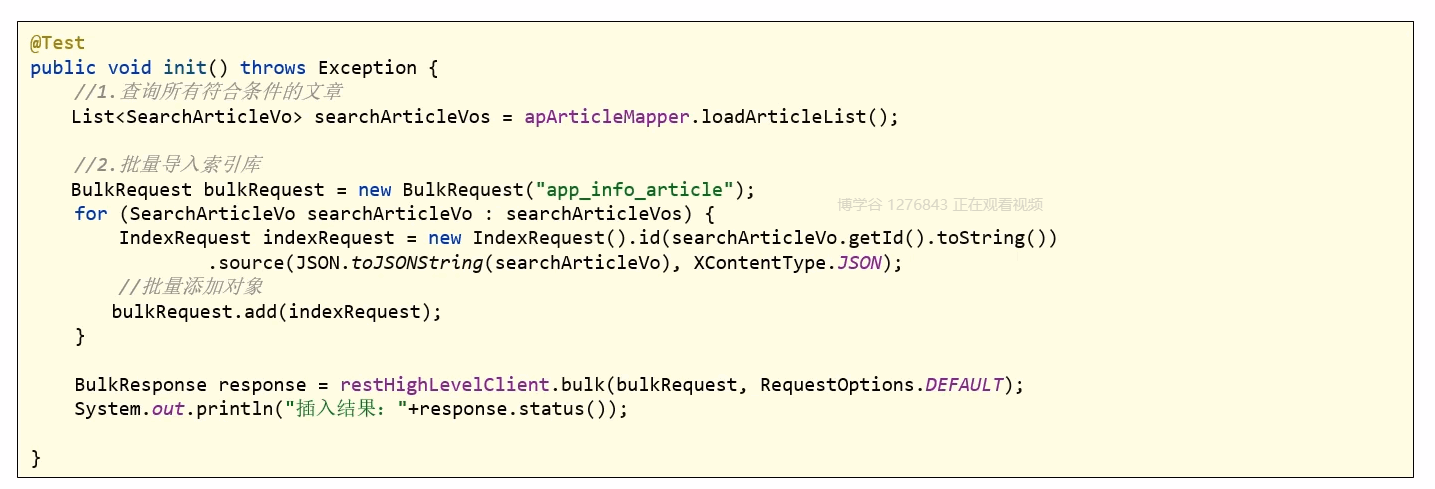 @Test
public void init() throws Exception {
//1.查询所有符合条件的文章
List<SearchArticleVo> searchArticleVos = apArticleMapper.loadArticleList();
//2.批量导入索引库
BulkRequest bulkRequest = new BulkRequest("app_info_article");
博学谷 1276843 正在观看视频
for (SearchArticleVo searchArticleVo : searchArticleVos) {
IndexRequest indexRequest = new IndexRequest().id(searchArticleVo.getId().toString())
.source(JSON.toJSONString(searchArticleVo), XContentType.JSON);
//批量添加对象
bulkRequest.add(indexRequest);
}
BulkResponse response = restHighLevelClient.bulk(bulkRequest, RequestOptions.DEFAULT);
System.out.println("插入结果："+response.status());
}